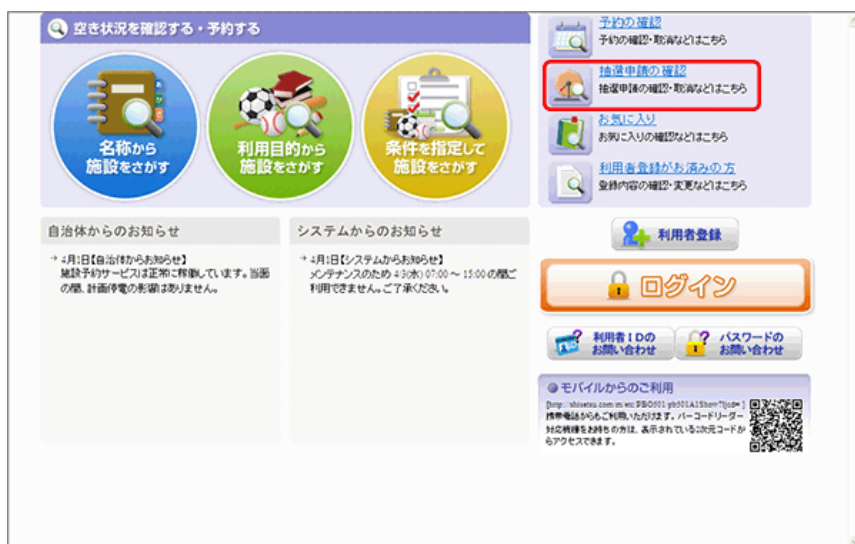 空き状況を確認する・予約する
名称から
施設をさがす
利用目的から
施設をさがす
条件を指定して
施設をさがす
予約の確認
予約の確認・取消などはこちら
抽選申請の確認
抽選申請の確認・取消などはこちら
お気に入り
お気に入りの確認などはこちら
利用者登録がお済みの方
登録内容の確認・変更などはこちら
自治体からのお知らせ
4月1日【自治体からお知らせ】
施設予約サービスは正常に稼働しています。当面
の間、計画停電の影響はありません。
システムからのお知らせ
4月1日【システムからお知らせ】
メンテナンスのため 4/3(水) 07:00 ～ 15:00 の間ご
利用できません。ご了承ください。
利用者登録
ログイン
利用者IDの
お問い合わせ
パスワードの
お問い合わせ
モバイルからのご利用
携帯電話からもご利用いただけます。バーコードリーダー
対応機種をお持ちの方は、表示されている2次元コードか
らアクセスできます。